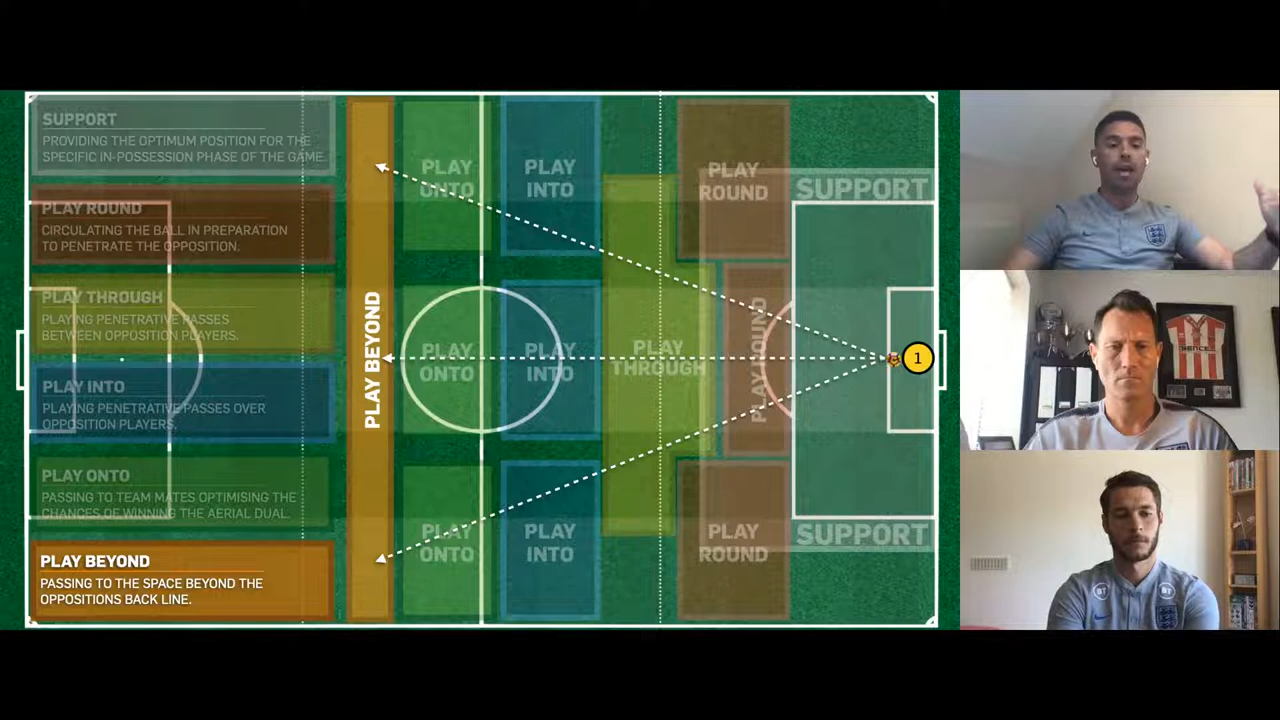 SUPPORT
PROVIDING THE OPTIMUM POSITION FOR THE
SPECIFIC IN-POSSESSION PHASE OF THE GAME.
PLAY ROUND
CIRCULATING THE BALL IN PREPARATION
TO PENETRATE THE OPPOSITION.
PLAY THROUGH
PLAYING PENETRATIVE PASSES
BETWEEN OPPOSITION PLAYERS.
PLAY INTO
PLAYING PENETRATIVE PASSES OVER
OPPOSITION PLAYERS.
PLAY ONTO
PASSING TO TEAM MATES OPTIMISING THE
CHANCES OF WINNING THE AERIAL DUAL.
PLAY BEYOND
PASSING TO THE SPACE BEYOND THE
OPPOSITIONS BACK LINE.
PLAY BEYOND
PLAY
ONTO
PLAY
ONTO
PLAY
ONTO
PLAY
INTO
PLAY
INTO
PLAY
INTO
PLAY
THROUGH
PLAY
ROUND
PLAY ROUND
PLAY
ROUND
SUPPORT
SUPPORT
1